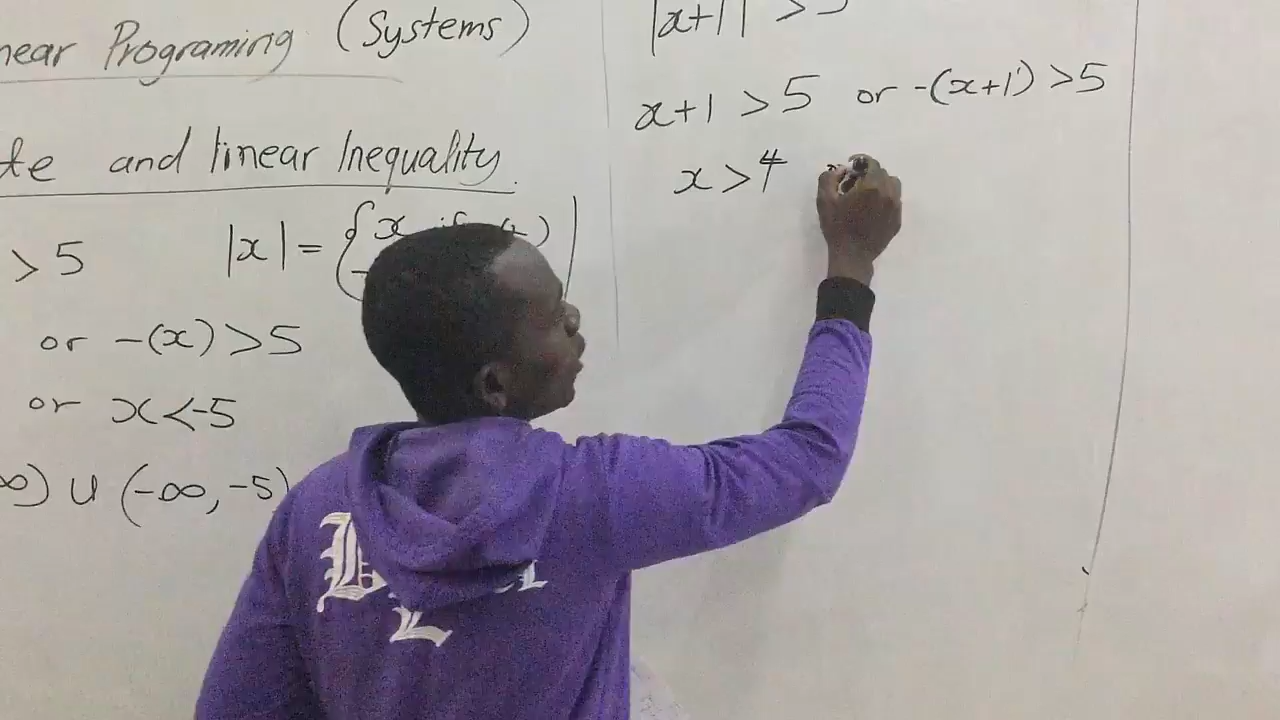 near Programing (Systems)
and linear Inequality.
> 5
|x| = { x if
or -(x) > 5
or x < -5
∞) U (-∞, -5)
|x+1| > 5
x+1 > 5 or -(x+1) > 5
x > 4